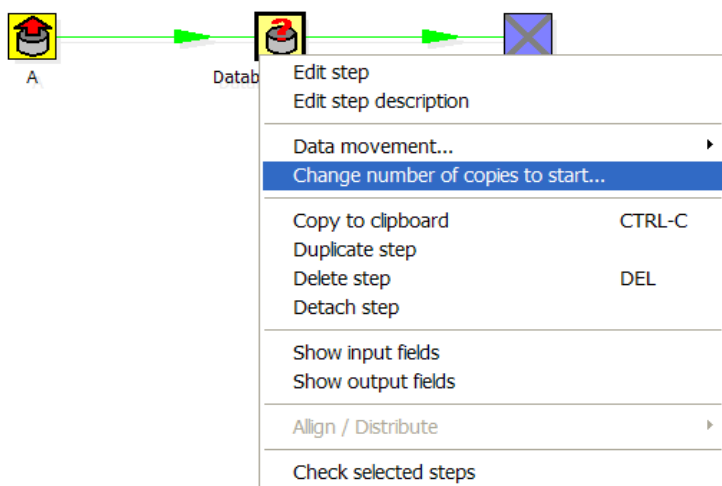 A
Datab
Edit step
Edit step description
Data movement...
Change number of copies to start...
Copy to clipboard CTRL-C
Duplicate step
Delete step DEL
Detach step
Show input fields
Show output fields
Allign / Distribute
Check selected steps